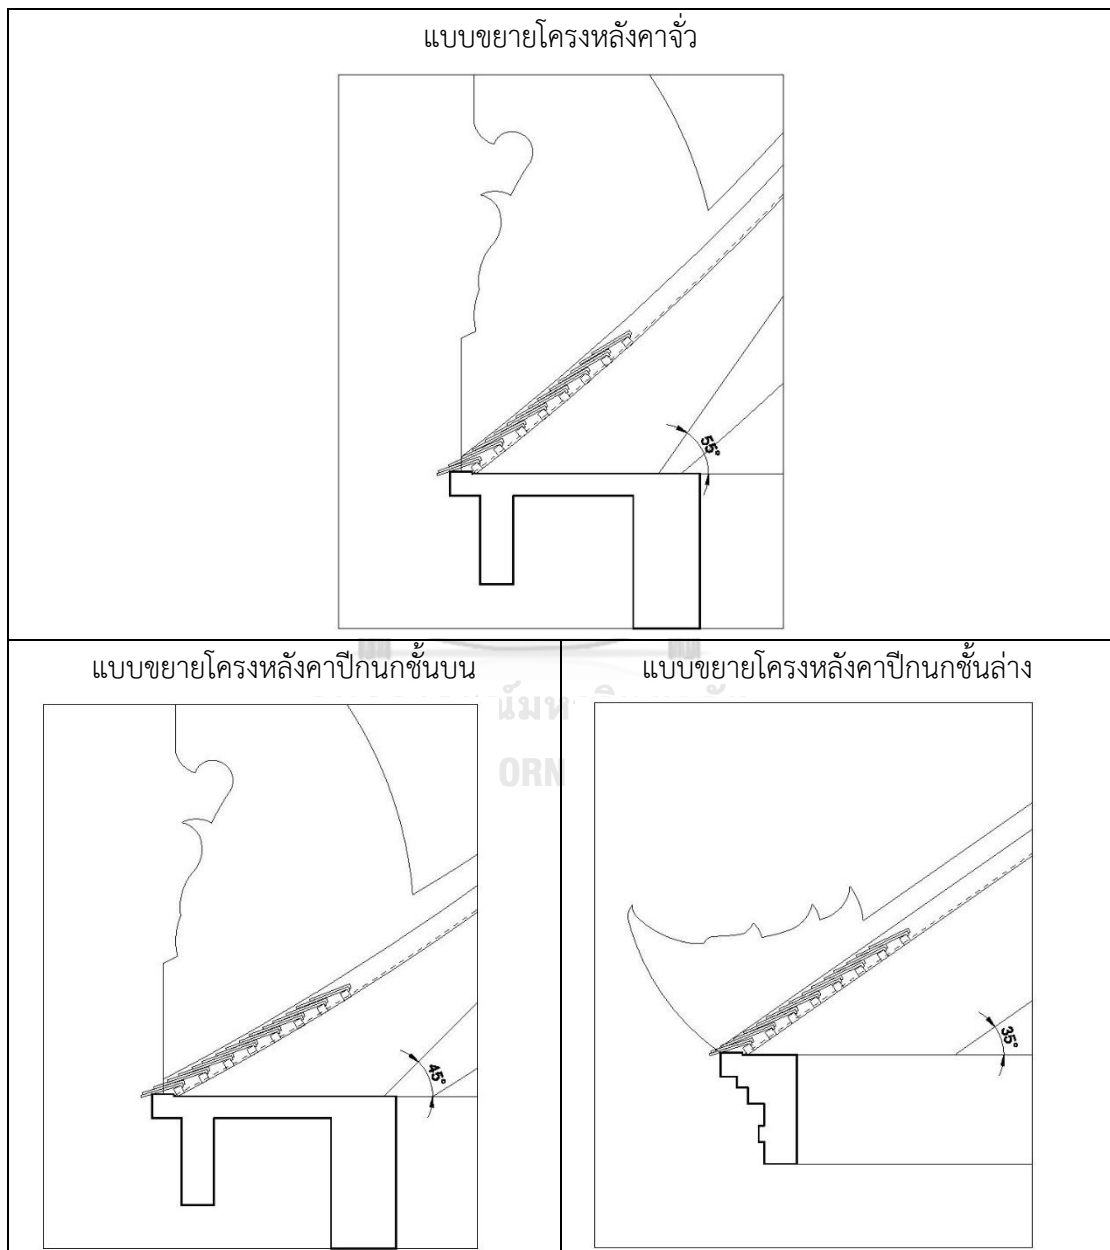 แบบขยายโครงหลังคาจั่ว
55°
แบบขยายโครงหลังคาปีกนกชั้นบน
แบบขยายโครงหลังคาปีกนกชั้นล่าง
ORN
45°
35°